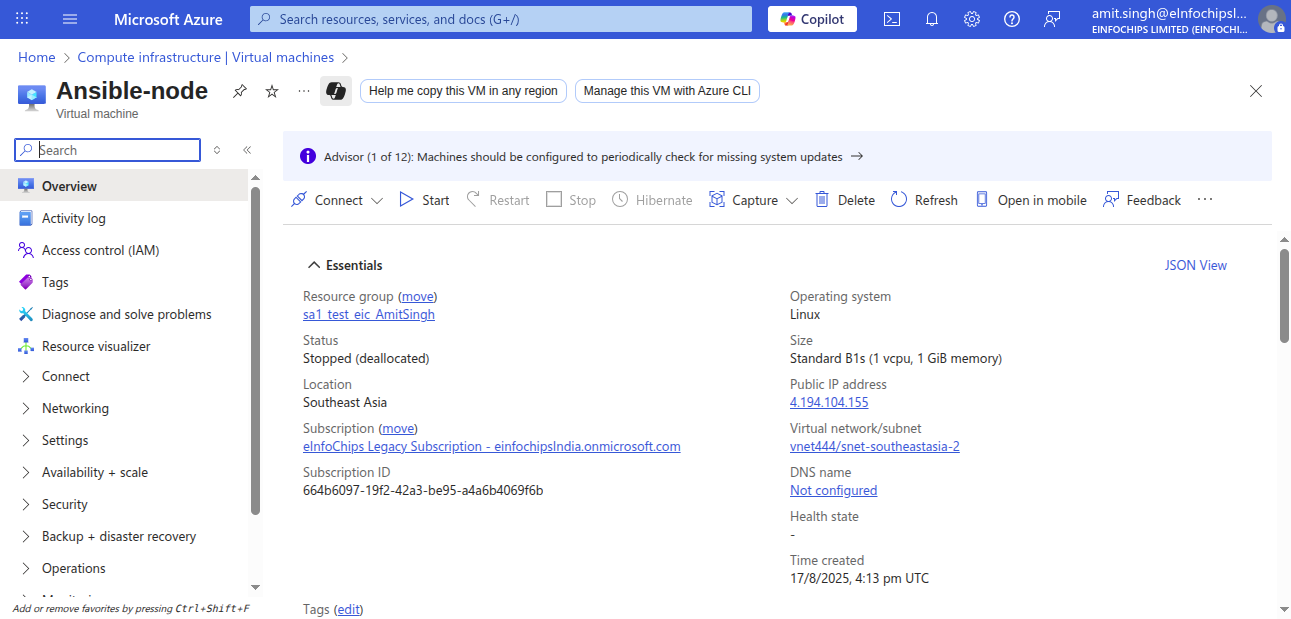 Microsoft Azure
Search resources, services, and docs (G+/)
Copilot
amit.singh@eInfochipsI...
EINFOCHIPS LIMITED (EINFOCHI...
Home
Compute infrastructure | Virtual machines
Ansible-node
Virtual machine
Help me copy this VM in any region
Manage this VM with Azure CLI
Search
Overview
Activity log
Access control (IAM)
Tags
Diagnose and solve problems
Resource visualizer
Connect
Networking
Settings
Availability + scale
Security
Backup + disaster recovery
Operations
Add or remove favorites by pressing Ctrl+Shift+F
Advisor (1 of 12): Machines should be configured to periodically check for missing system updates
Connect
Start
Restart
Stop
Hibernate
Capture
Delete
Refresh
Open in mobile
Feedback
Essentials
JSON View
Resource group (move)
sa1_test_eic_AmitSingh
Status
Stopped (deallocated)
Location
Southeast Asia
Subscription (move)
eInfoChips Legacy Subscription - einfochipsIndia.onmicrosoft.com
Subscription ID
664b6097-19f2-42a3-be95-a4a6b4069f6b
Operating system
Linux
Size
Standard B1s (1 vcpu, 1 GiB memory)
Public IP address
4.194.104.155
Virtual network/subnet
vnet444/snet-southeastasia-2
DNS name
Not configured
Health state
-
Time created
17/8/2025, 4:13 pm UTC
Tags (edit)